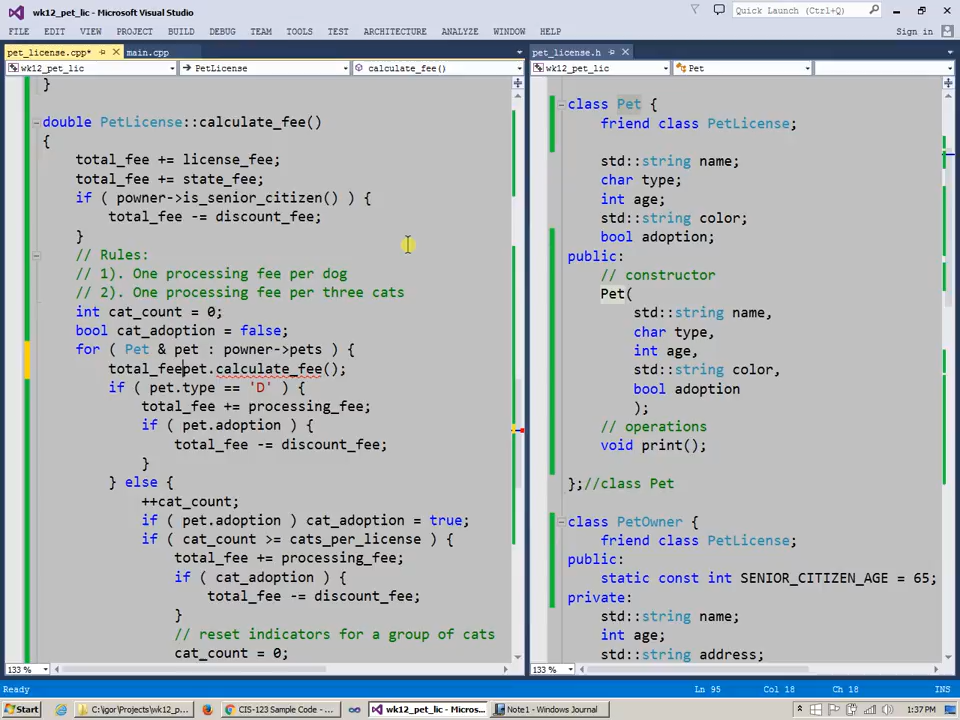 wk12_pet_lic - Microsoft Visual Studio
Quick Launch (Ctrl+Q)
FILE EDIT VIEW PROJECT BUILD DEBUG TEAM TOOLS TEST ARCHITECTURE ANALYZE WINDOW HELP Sign in
pet_license.cpp* main.cpp
wk12_pet_lic PetLicense calculate_fee()
}
double PetLicense::calculate_fee()
{
total_fee += license_fee;
total_fee += state_fee;
if ( powner->is_senior_citizen() ) {
total_fee -= discount_fee;
}
// Rules:
// 1). One processing fee per dog
// 2). One processing fee per three cats
int cat_count = 0;
bool cat_adoption = false;
for ( Pet & pet : powner->pets ) {
total_feepet.calculate_fee();
if ( pet.type == 'D' ) {
total_fee += processing_fee;
if ( pet.adoption ) {
total_fee -= discount_fee;
}
} else {
++cat_count;
if ( pet.adoption ) cat_adoption = true;
if ( cat_count >= cats_per_license ) {
total_fee += processing_fee;
if ( cat_adoption ) {
total_fee -= discount_fee;
}
// reset indicators for a group of cats
cat_count = 0;
133 %
pet_license.h
wk12_pet_lic Pet
class Pet {
friend class PetLicense;
std::string name;
char type;
int age;
std::string color;
bool adoption;
public:
// constructor
Pet(
std::string name,
char type,
int age,
std::string color,
bool adoption
);
// operations
void print();
};//class Pet
class PetOwner {
friend class PetLicense;
public:
static const int SENIOR_CITIZEN_AGE = 65;
private:
std::string name;
int age;
std::string address;
133 %
Ready Ln 95 Col 18 Ch 18 INS
Start C:\igor\Projects\wk12_p... CIS-123 Sample Code - ... wk12_pet_lic - Micros... Note1 - Windows Journal 1:37 PM